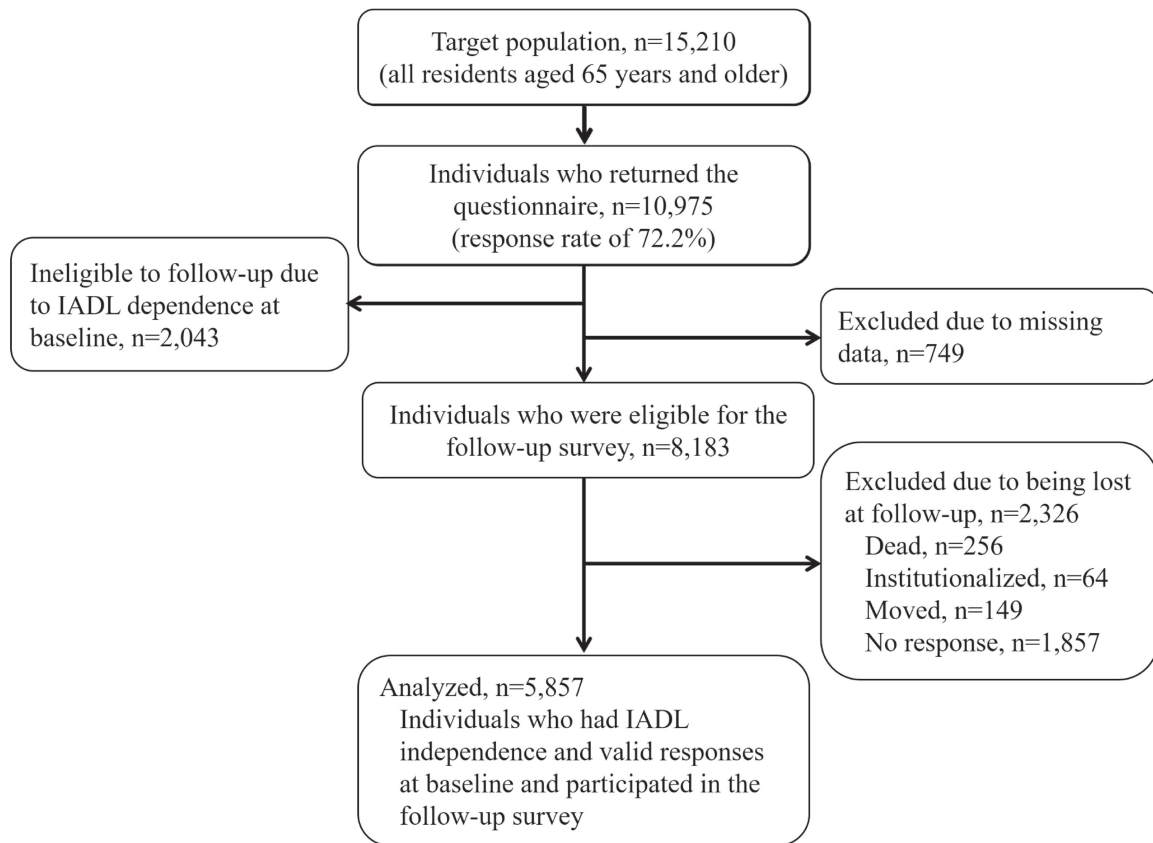 Target population, n=15,210
(all residents aged 65 years and older)
Individuals who returned the
questionnaire, n=10,975
(response rate of 72.2%)
Ineligible to follow-up due
to IADL dependence at
baseline, n=2,043
Excluded due to missing
data, n=749
Individuals who were eligible for the
follow-up survey, n=8,183
Excluded due to being lost
at follow-up, n=2,326
Dead, n=256
Institutionalized, n=64
Moved, n=149
No response, n=1,857
Analyzed, n=5,857
Individuals who had IADL
independence and valid responses
at baseline and participated in the
follow-up survey